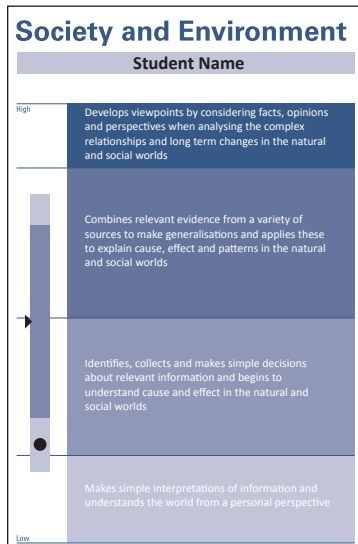 Society and Environment
Student Name
High
Develops viewpoints by considering facts, opinions
and perspectives when analysing the complex
relationships and long term changes in the natural
and social worlds
Combines relevant evidence from a variety of
sources to make generalisations and applies these
to explain cause, effect and patterns in the natural
and social worlds
Identifies, collects and makes simple decisions
about relevant information and begins to
understand cause and effect in the natural and
social worlds
Makes simple interpretations of information and
understands the world from a personal perspective
Low